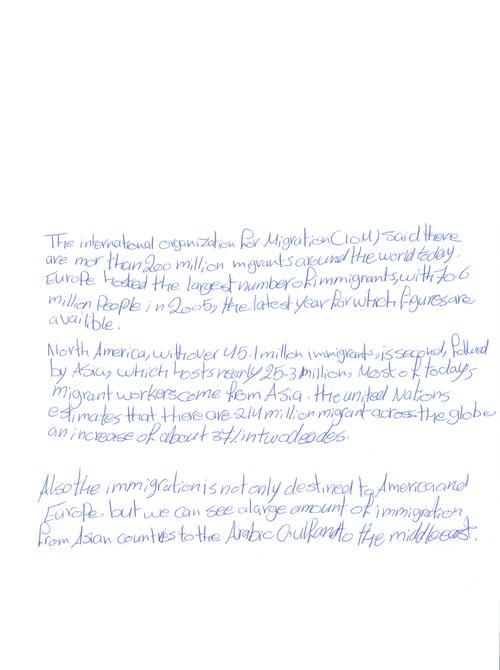 The international organization for Migration (IOM) said there
are mor than 200 million migrants around the world today.
Europe hosted the largest number of immigrants, with 70 6
million People in 2005, the latest year for which figures are
availible.
North America, with over 45.1 millon immigrants, is second, followed
by Asia, which hosts nearly 25.3 million, Most of todays
migrant workers come from Asia. the united Nations
estimates that there are 214 million migrant across the globe
an increase of about 37% in two decades.
Also the immigration is not only destined to America and
Europe. but we can see a large amount of immigration
from Asian countries to the Arabic Gulf and to the middle east.